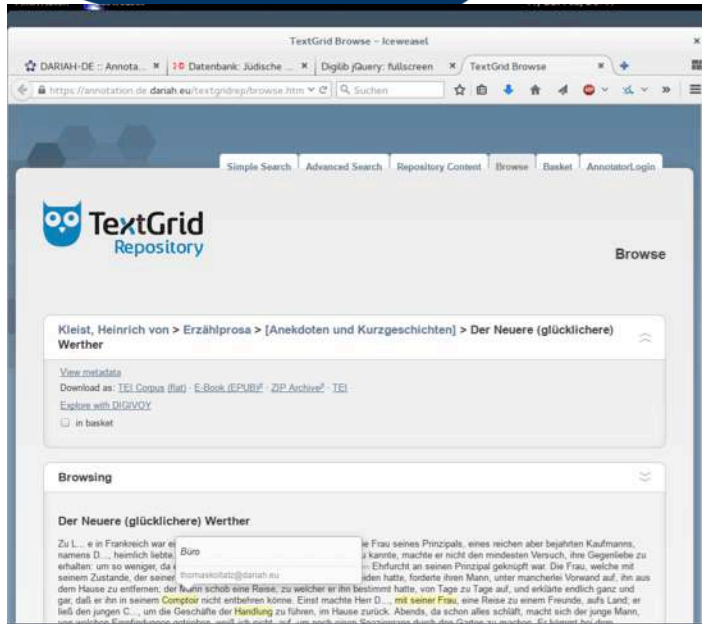 TextGrid Browse - Iceweasel
DARIAH-DE :: Annota... Datenbank: Jüdische ... Digilib jQuery: fullscreen TextGrid Browse
https://annotation.de.dariah.eu/textgridrep/browse.htm Suchen
Simple Search Advanced Search Repository Content Browse Basket AnnotatorLogin
TextGrid
Repository
Browse
Kleist, Heinrich von > Erzählprosa > [Anekdoten und Kurzgeschichten] > Der Neuere (glücklichere)
Werther
View metadata
Download as: TEI Corpus (flat) · E-Book (EPUB) · ZIP Archive · TEI
Explore with DIGIVOY
in basket
Browsing
Der Neuere (glücklichere) Werther
Zu L... e in Frankreich war ei e Frau seines Prinzipals, eines reichen aber bejahrten Kaufmanns,
namens D..., heimlich liebte. u kannte, machte er nicht den mindesten Versuch, ihre Gegenliebe zu
erhalten: um so weniger, da e Ehrfurcht an seinen Prinzipal geknüpft war. Die Frau, welche mit
seinem Zustande, der seiner iden hatte, forderte ihren Mann, unter mancherlei Vorwand auf, ihn aus
dem Hause zu entfernen; der Mann schob eine Reise, zu welcher er ihn bestimmt hatte, von Tage zu Tage auf, und erklärte endlich ganz und
gar, daß er ihn in seinem Comptoir nicht entbehren könne. Einst machte Herr D..., mit seiner Frau, eine Reise zu einem Freunde, aufs Land; er
ließ den jungen C..., um die Geschäfte der Handlung zu führen, im Hause zurück. Abends, da schon alles schläft, macht sich der junge Mann,
Büro
thomaskollatz@dariah.eu